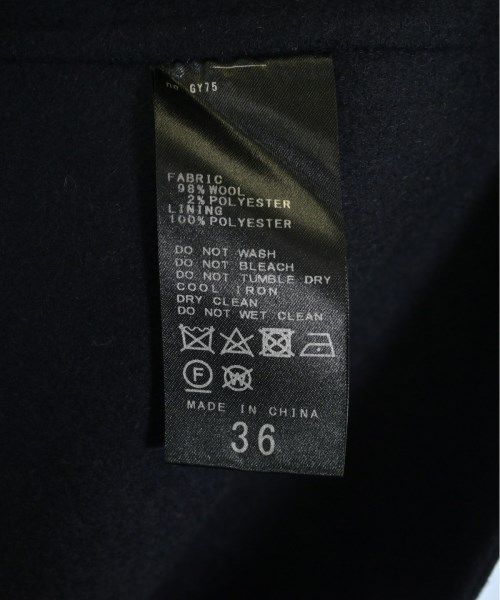 GY75
FABRIC
98% WOOL
2% POLYESTER
LINING
100% POLYESTER
DO NOT WASH
DO NOT BLEACH
DO NOT TUMBLE DRY
COOL IRON
DRY CLEAN
DO NOT WET CLEAN
F W
MADE IN CHINA
36